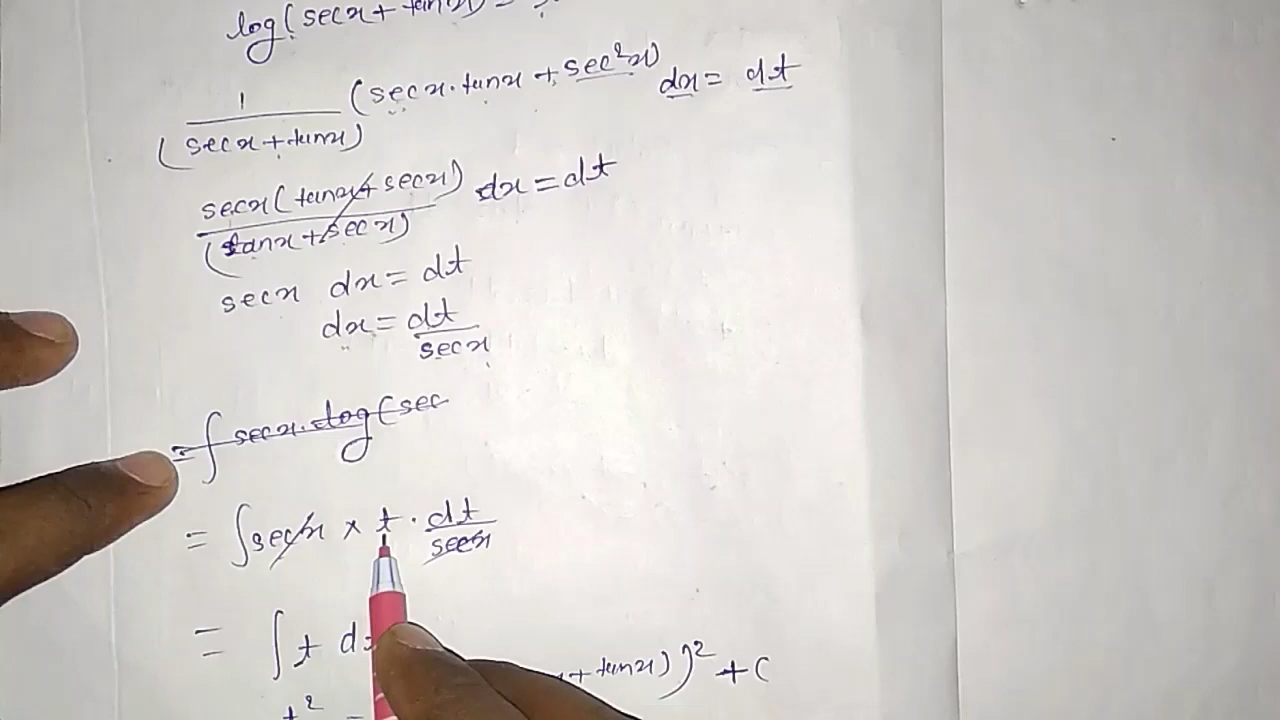 log(secx + tanx) =
1/(secx+tanx) (secx.tanx + sec²x) dx = dt
secx(tanx+secx)/(tanx+secx) dx = dt
secx dx = dt
dx = dt/secx
= ∫secx.log(sec
= ∫secx × t . dt/secx
= ∫t d
t² + tanx))² + C